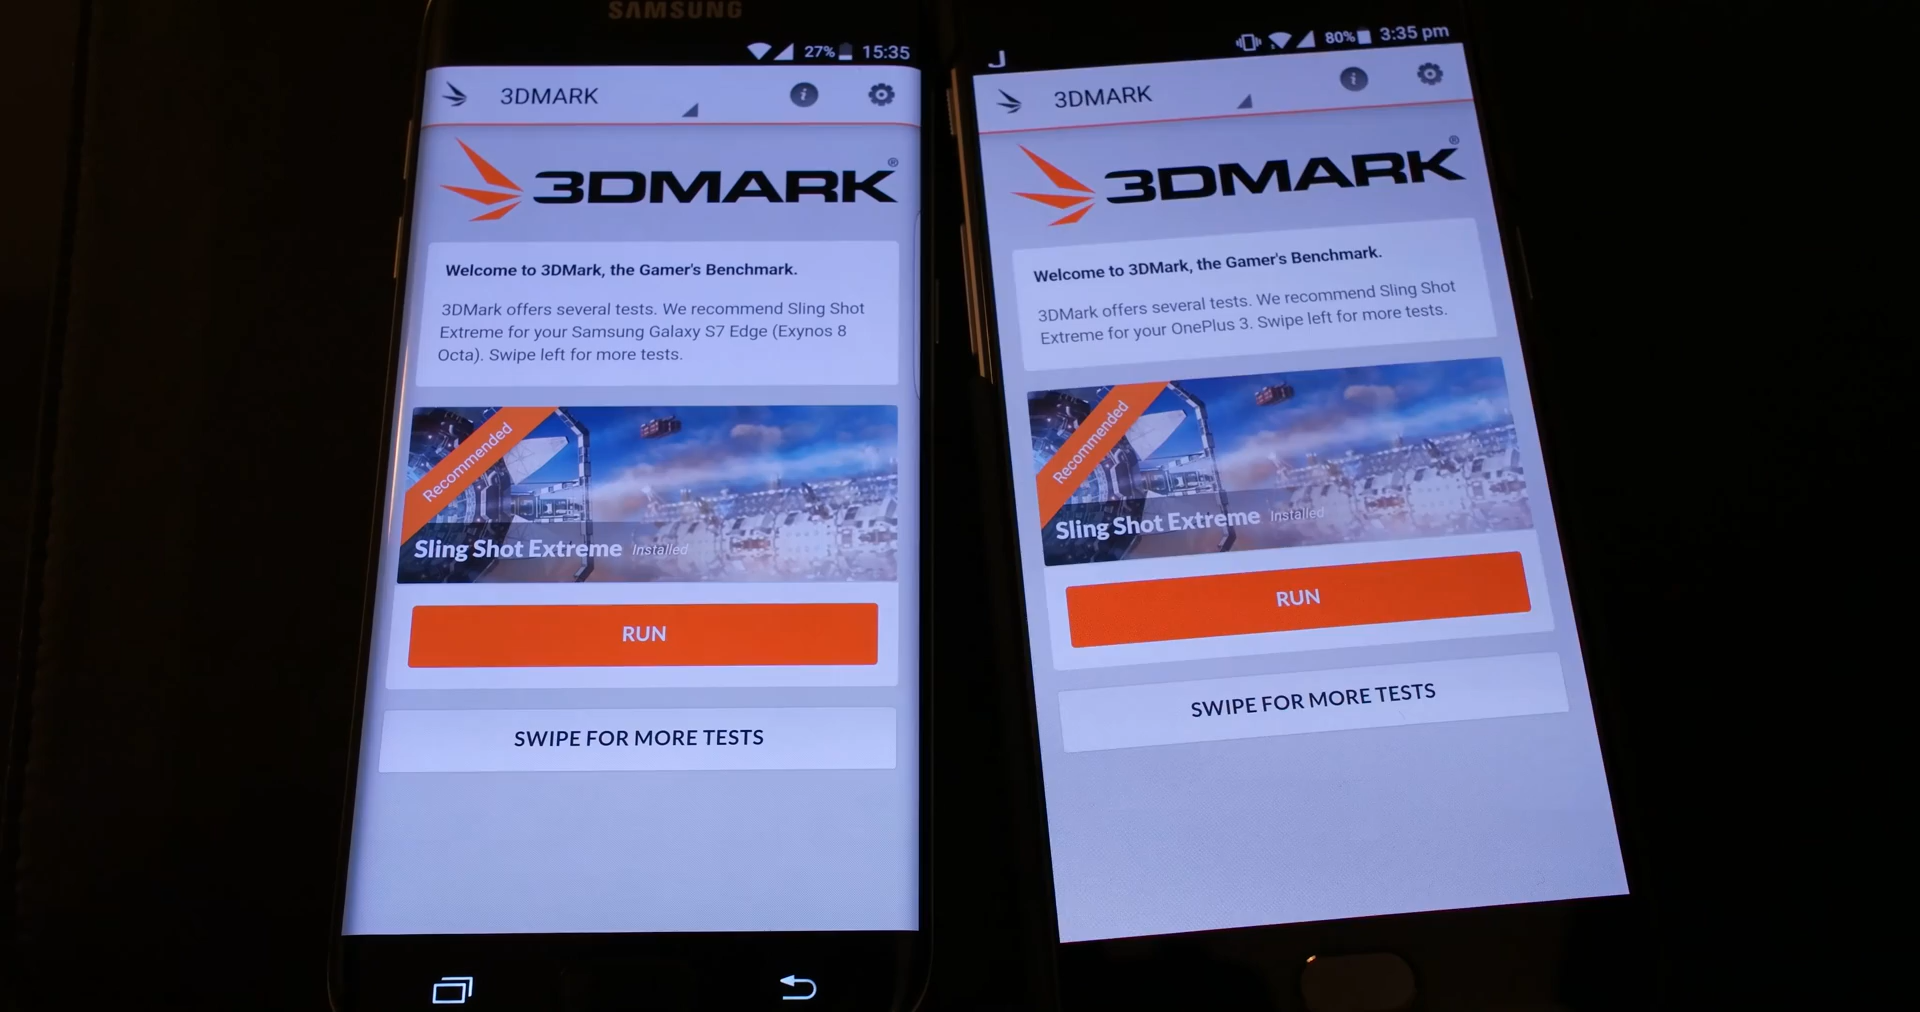 SAMSUNG
27% 15:35
3DMARK
3DMARK®
Welcome to 3DMark, the Gamer's Benchmark.
3DMark offers several tests. We recommend Sling Shot
Extreme for your Samsung Galaxy S7 Edge (Exynos 8
Octa). Swipe left for more tests.
Recommended
Sling Shot Extreme Installed
RUN
SWIPE FOR MORE TESTS
80% 3:35 pm
3DMARK
3DMARK®
Welcome to 3DMark, the Gamer's Benchmark.
3DMark offers several tests. We recommend Sling Shot
Extreme for your OnePlus 3. Swipe left for more tests.
Recommended
Sling Shot Extreme Installed
RUN
SWIPE FOR MORE TESTS